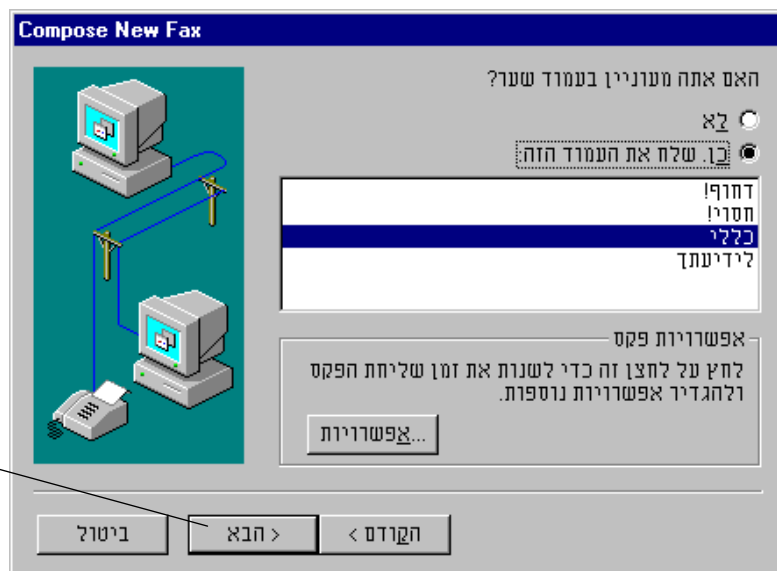 Compose New Fax
האם אתה מעוניין בעמוד שער?
לא
כן. שלח את העמוד הזה:
דחוף!
חסוי!
כללי
לידיעתך
אפשרויות פקס
לחץ על לחצן זה כדי לשנות את זמן שליחת הפקס
ולהגדיר אפשרויות נוספות.
אפשרויות...
הקודם >
< הבא
ביטול